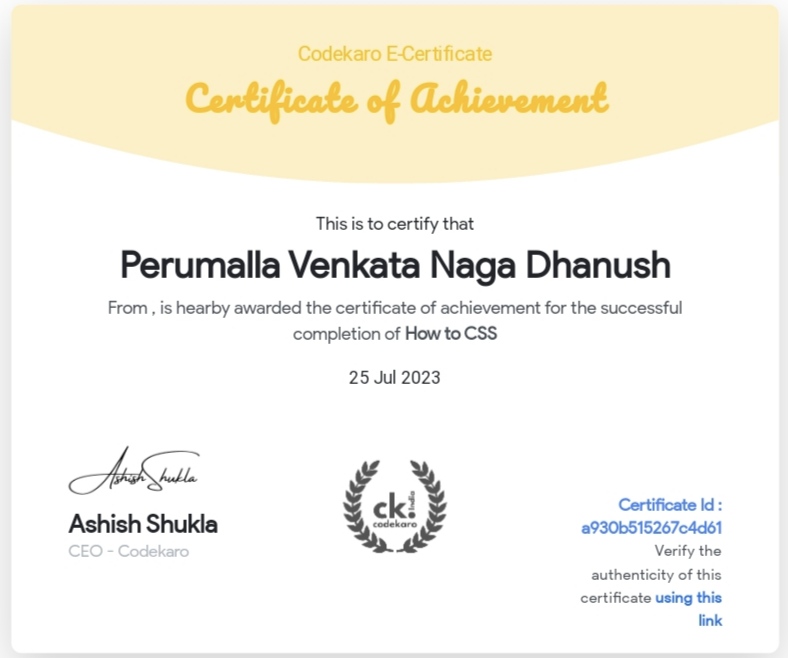 Codekaro E-Certificate
Certificate of Achievement
This is to certify that
Perumalla Venkata Naga Dhanush
From , is hearby awarded the certificate of achievement for the successful
completion of How to CSS
25 Jul 2023
Ashish Shukla
Ashish Shukla
CEO - Codekaro
ck: India
codekaro
Certificate Id :
a930b515267c4d61
Verify the
authenticity of this
certificate using this
link